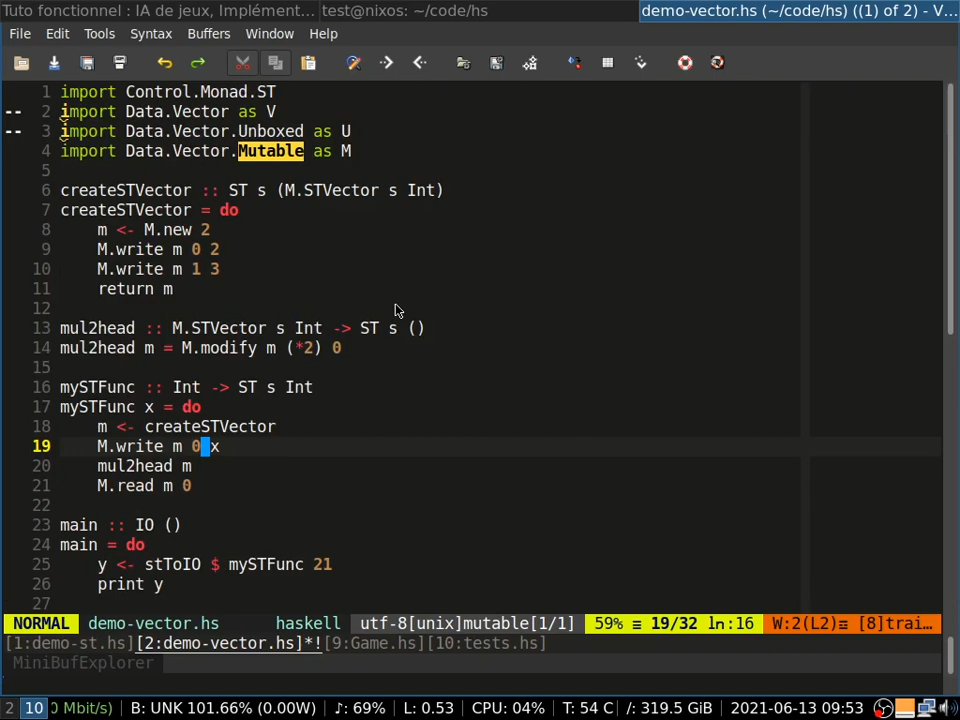 Tuto fonctionnel : IA de jeux, Implément... test@nixos: ~/code/hs demo-vector.hs (~/code/hs) ((1) of 2) - V...
File Edit Tools Syntax Buffers Window Help
1 import Control.Monad.ST
-- 2 import Data.Vector as V
-- 3 import Data.Vector.Unboxed as U
4 import Data.Vector.Mutable as M
5
6 createSTVector :: ST s (M.STVector s Int)
7 createSTVector = do
8 m <- M.new 2
9 M.write m 0 2
10 M.write m 1 3
11 return m
12
13 mul2head :: M.STVector s Int -> ST s ()
14 mul2head m = M.modify m (*2) 0
15
16 mySTFunc :: Int -> ST s Int
17 mySTFunc x = do
18 m <- createSTVector
19 M.write m 0 x
20 mul2head m
21 M.read m 0
22
23 main :: IO ()
24 main = do
25 y <- stToIO $ mySTFunc 21
26 print y
27
NORMAL demo-vector.hs haskell utf-8[unix]mutable[1/1] 59% ≡ 19/32 ln:16 W:2(L2)≡ [8]trai...
[1:demo-st.hs][2:demo-vector.hs]*![9:Game.hs][10:tests.hs]
MiniBufExplorer
2 10 0 Mbit/s) B: UNK 101.66% (0.00W) ♪: 69% L: 0.53 CPU: 04% T: 54 C /: 319.5 GiB 2021-06-13 09:53